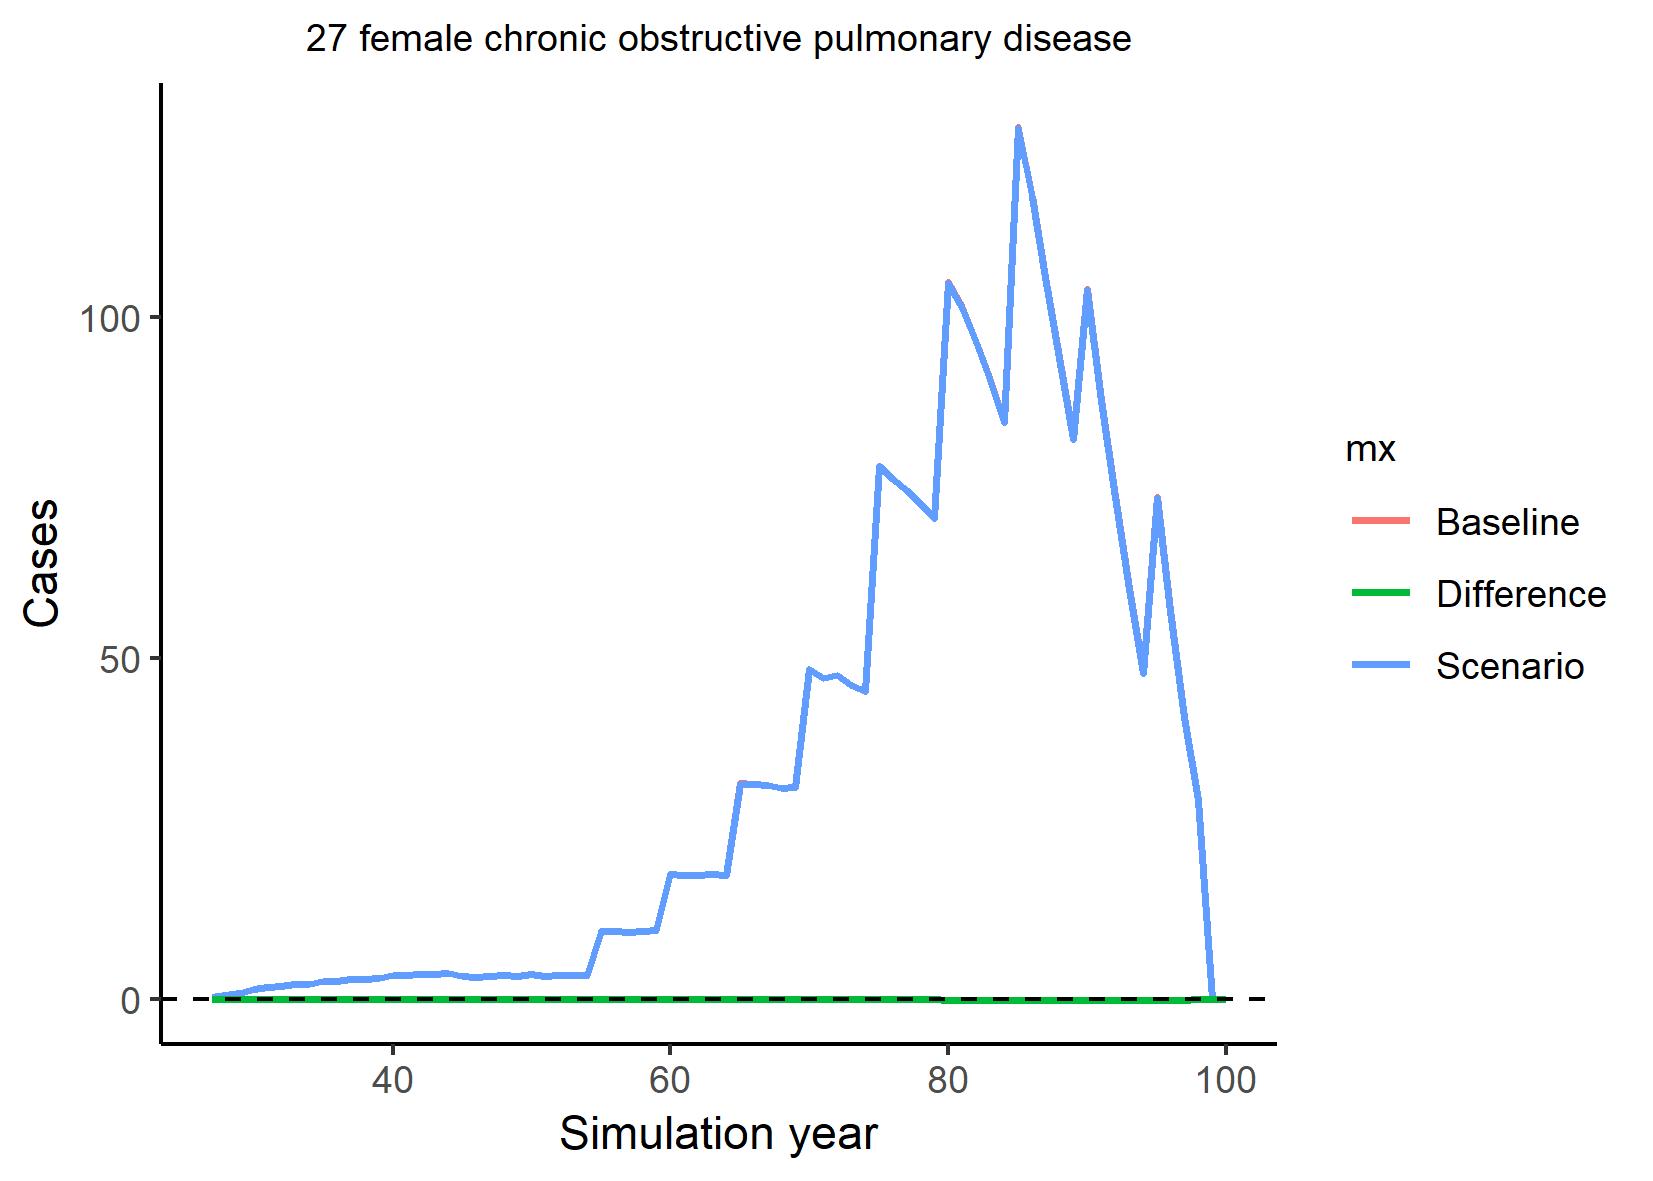 27 female chronic obstructive pulmonary disease
Cases
100
50
0
40
60
80
100
Simulation year
mx
Baseline
Difference
Scenario